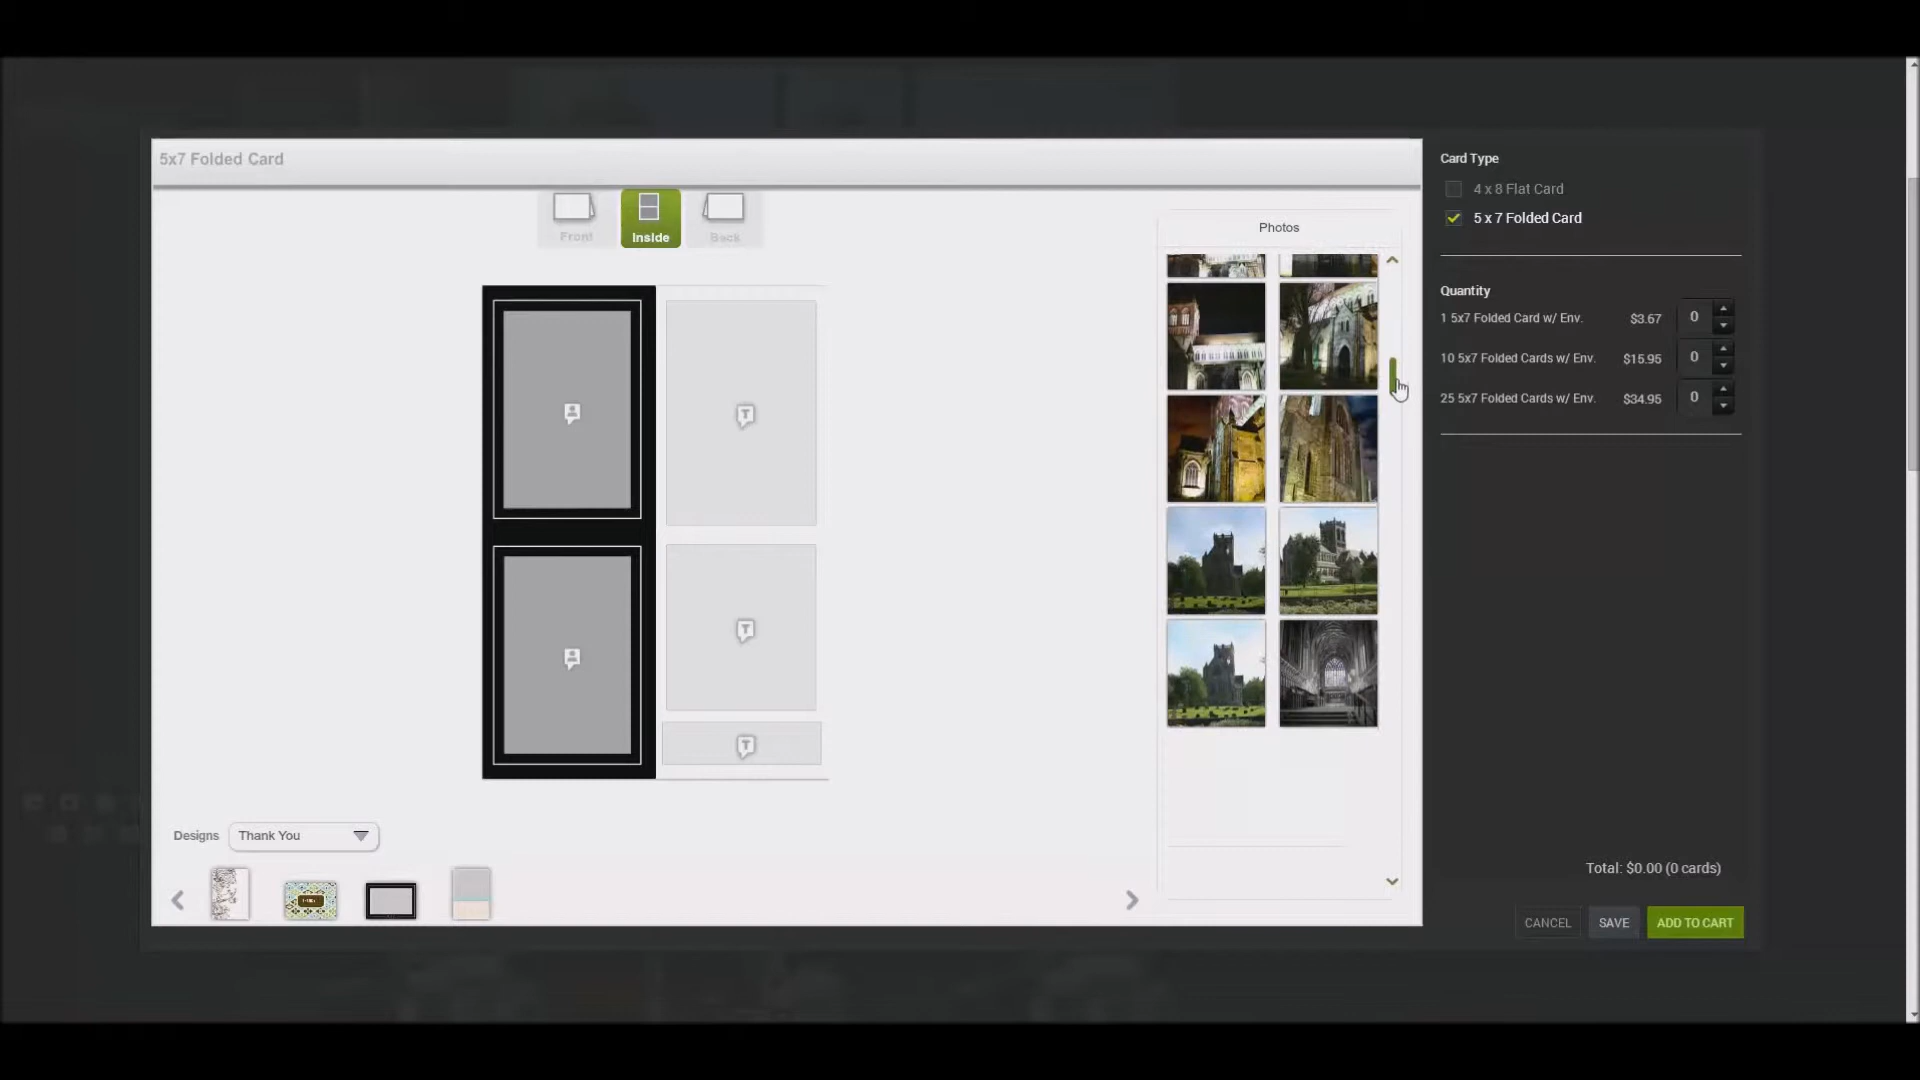 5x7 Folded Card
Front
Inside
Back
T
T
T
Photos
Designs
Thank You
Card Type
4 x 8 Flat Card
5 x 7 Folded Card
Quantity
1 5x7 Folded Card w/ Env. $3.67 0
10 5x7 Folded Cards w/ Env. $15.95 0
25 5x7 Folded Cards w/ Env. $34.95 0
Total: $0.00 (0 cards)
CANCEL SAVE ADD TO CART